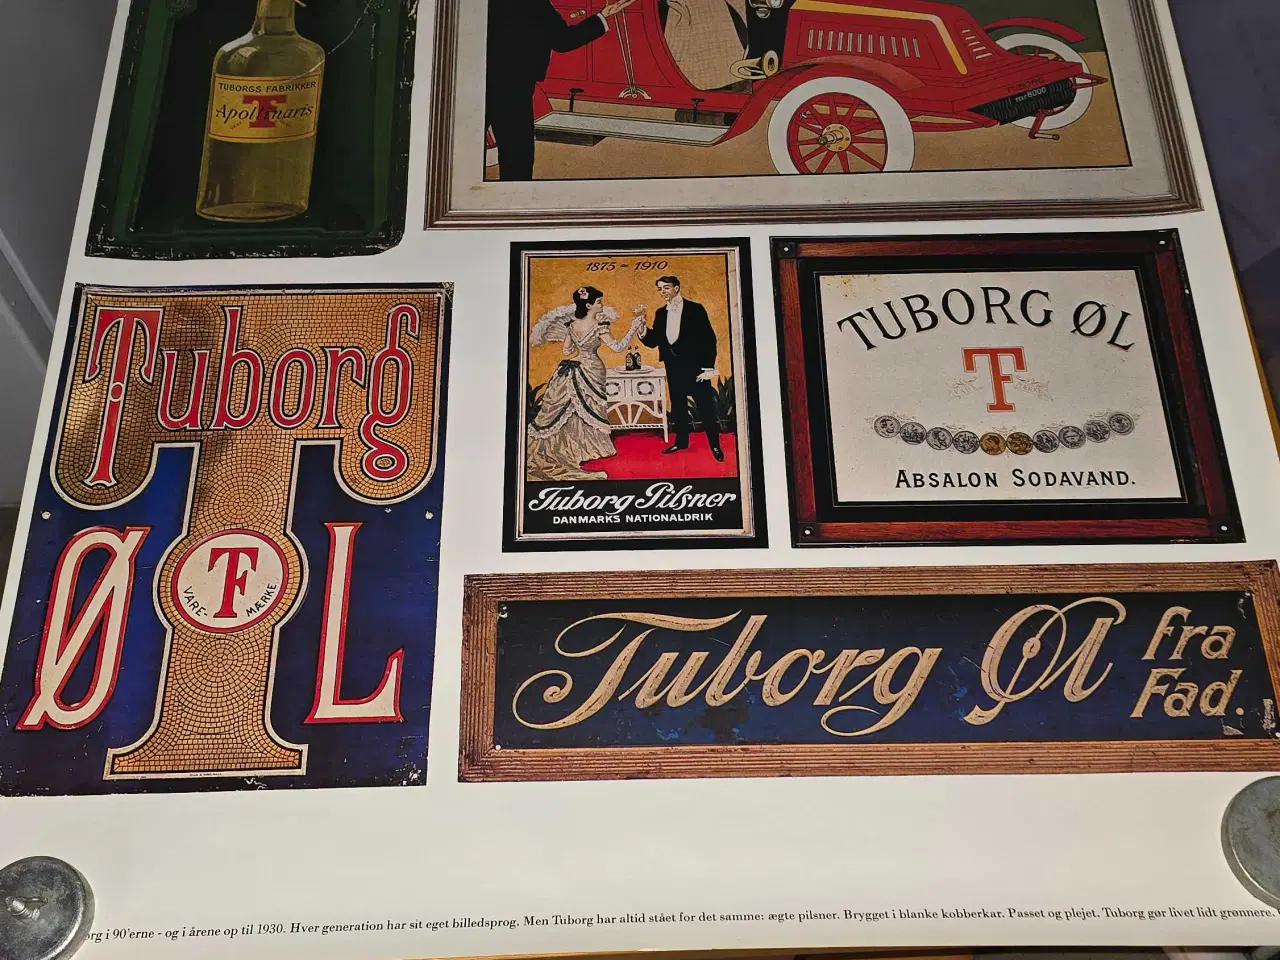 TUBORGS FABRIKKER
Apollinaris
mr 8000
Tuborg
ØL
VARE-
MÆRKE
1875 - 1910
Tuborg Pilsner
DANMARKS NATIONALDRIK
TUBORG ØL
ABSALON SODAVAND.
Tuborg Øl
fra
Fad.
org i 90'erne - og i årene op til 1930. Hver generation har sit eget billedsprog. Men Tuborg har altid stået for det samme: ægte pilsner. Brygget i blanke kobberkar. Passet og plejet. Tuborg gør livet lidt grønnere.